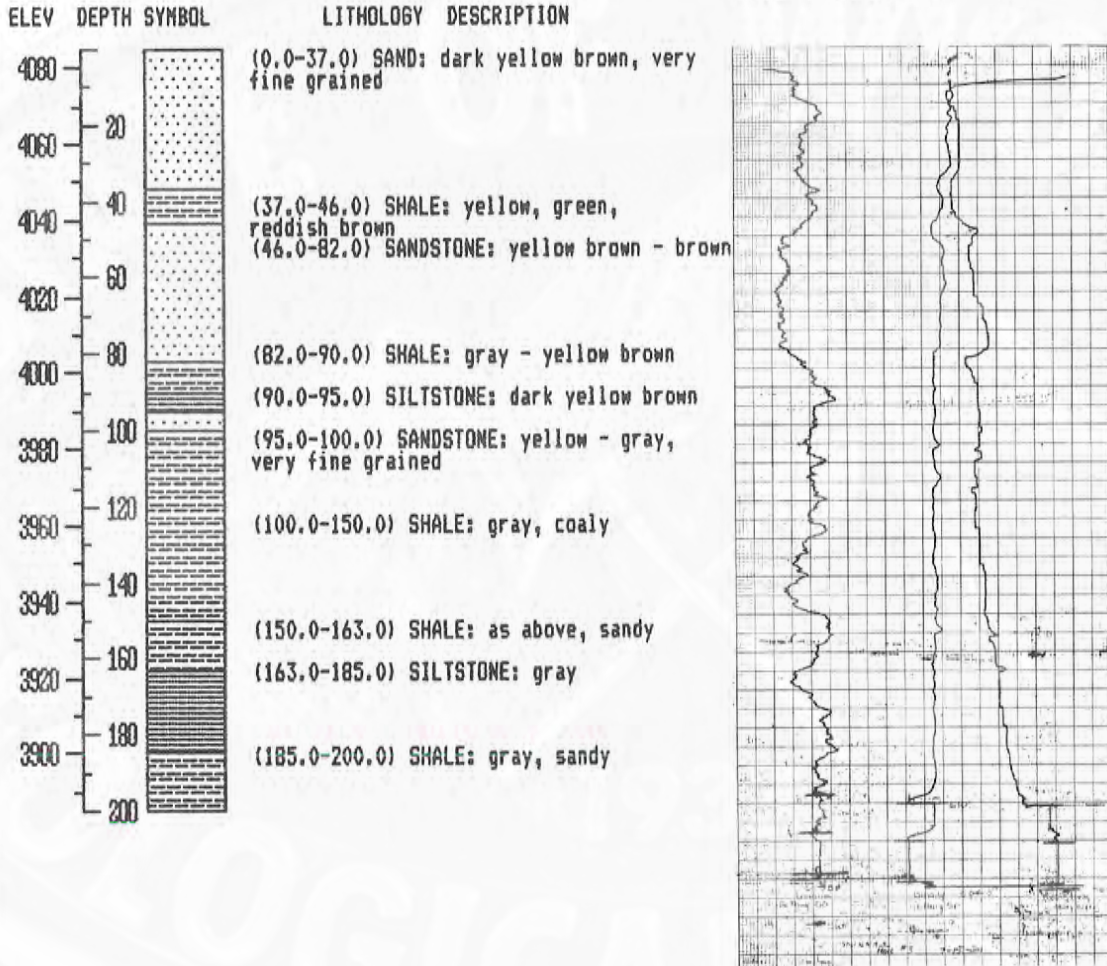 ELEV DEPTH SYMBOL LITHOLOGY DESCRIPTION
4080
4060
4040
4020
4000
3980
3960
3940
3920
3900
20
40
60
80
100
120
140
160
180
200
(0.0-37.0) SAND: dark yellow brown, very
fine grained
(37.0-46.0) SHALE: yellow, green,
reddish brown
(46.0-82.0) SANDSTONE: yellow brown - brown
(82.0-90.0) SHALE: gray - yellow brown
(90.0-95.0) SILTSTONE: dark yellow brown
(95.0-100.0) SANDSTONE: yellow - gray,
very fine grained
(100.0-150.0) SHALE: gray, coaly
(150.0-163.0) SHALE: as above, sandy
(163.0-185.0) SILTSTONE: gray
(185.0-200.0) SHALE: gray, sandy